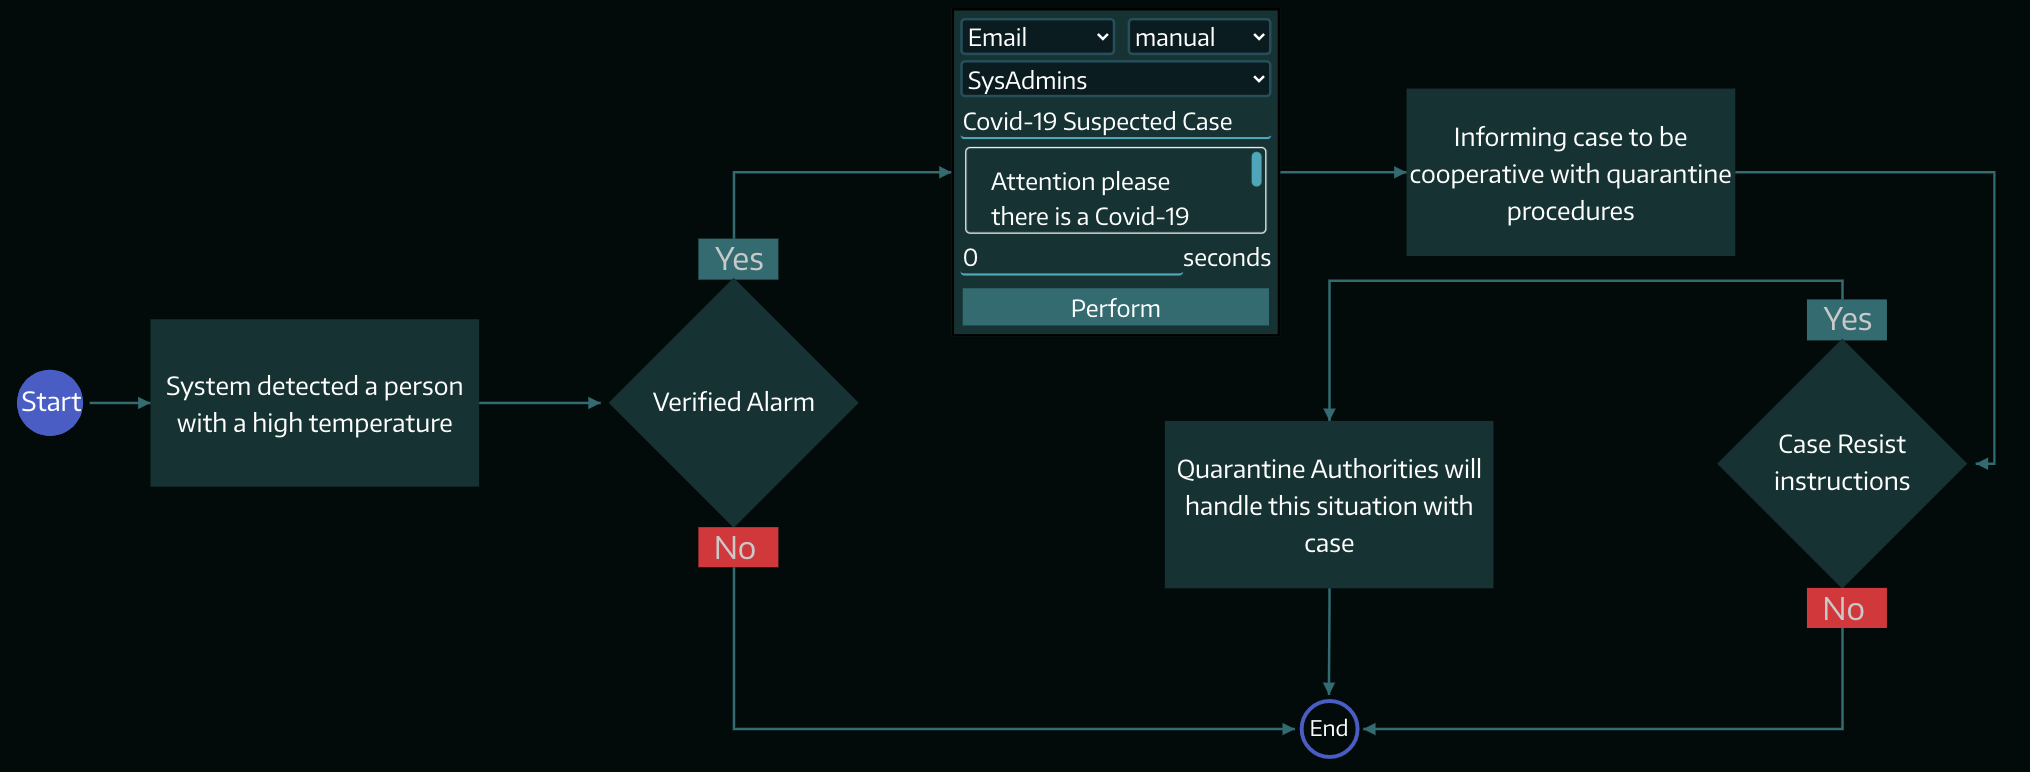 Start
System detected a person
with a high temperature
Verified Alarm
Yes
No
Email
manual
SysAdmins
Covid-19 Suspected Case
Attention please
there is a Covid-19
0
seconds
Perform
Informing case to be
cooperative with quarantine
procedures
Case Resist
instructions
Yes
No
Quarantine Authorities will
handle this situation with
case
End